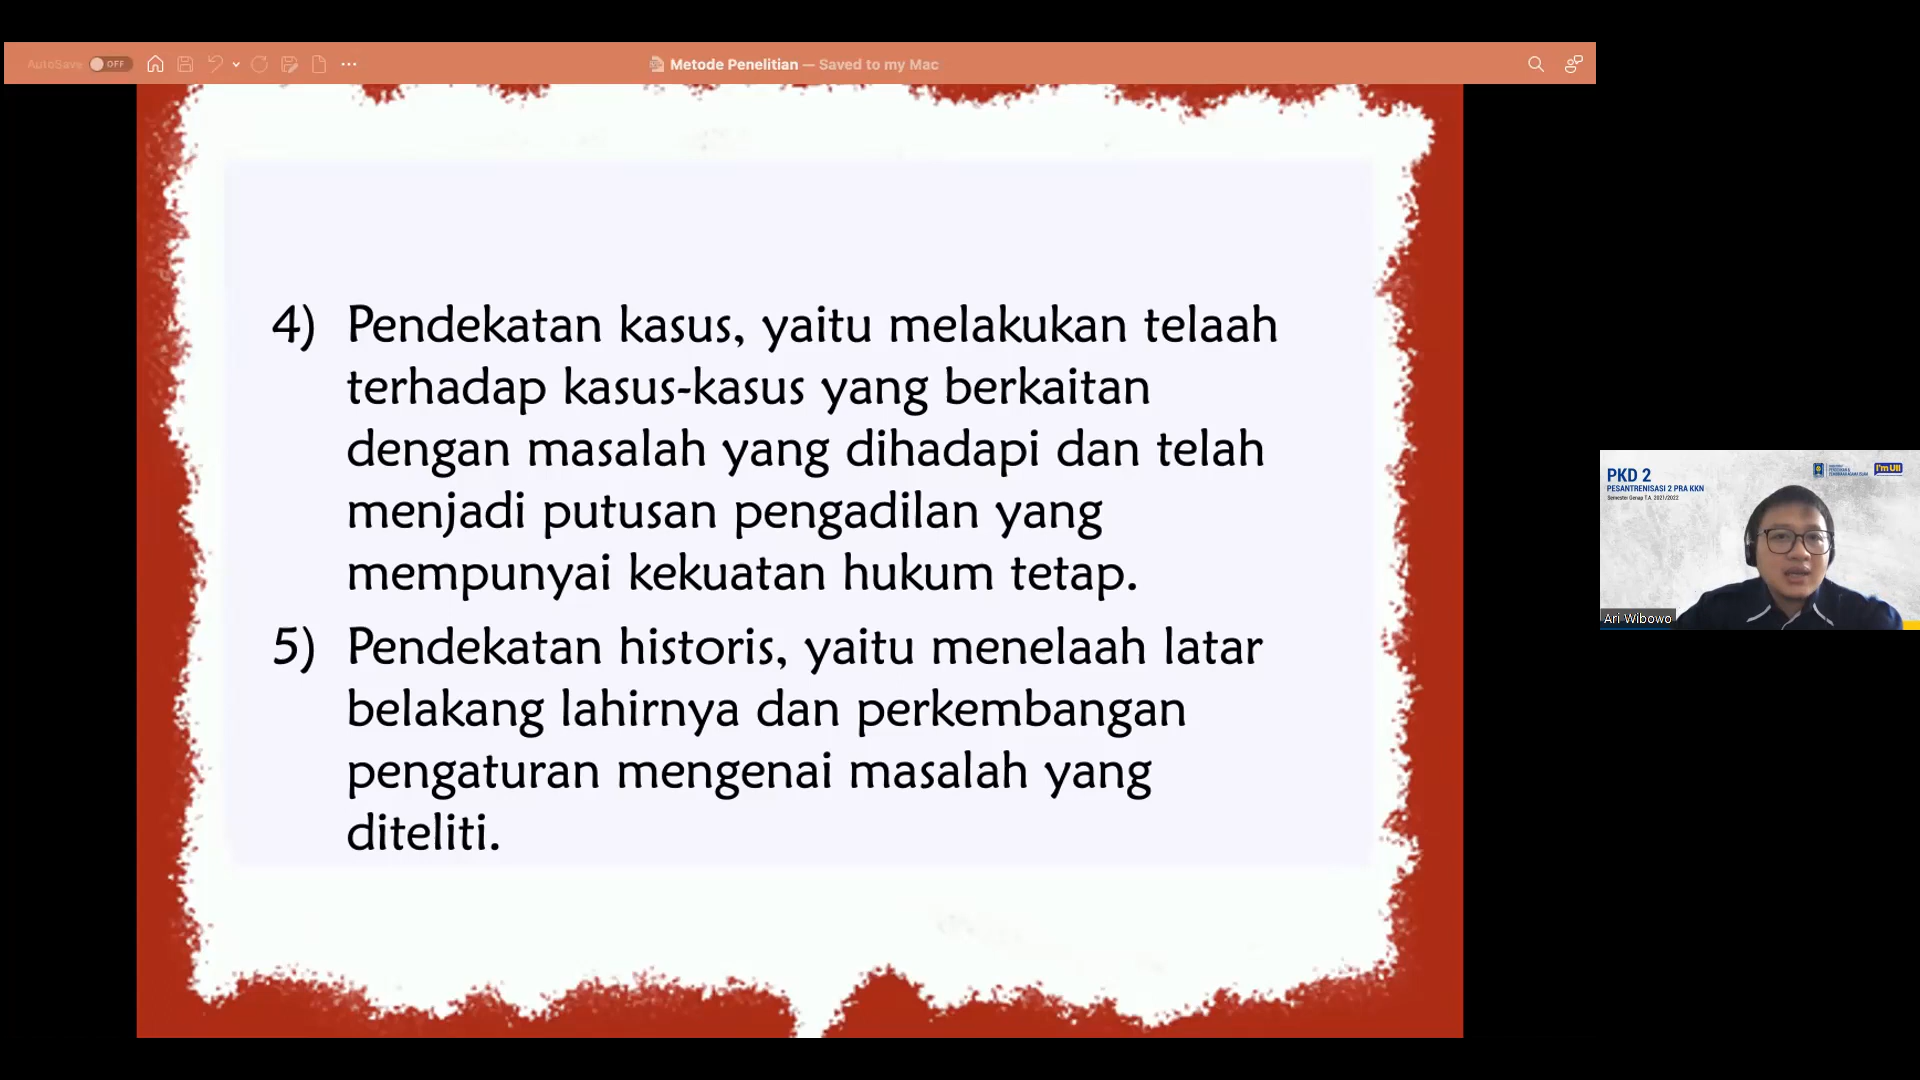 AutoSave OFF
Metode Penelitian — Saved to my Mac
4) Pendekatan kasus, yaitu melakukan telaah
terhadap kasus-kasus yang berkaitan
dengan masalah yang dihadapi dan telah
menjadi putusan pengadilan yang
mempunyai kekuatan hukum tetap.
5) Pendekatan historis, yaitu menelaah latar
belakang lahirnya dan perkembangan
pengaturan mengenai masalah yang
diteliti.
PKD 2
PESANTRENISASI 2 PRA KKN
Semester Genap T.A. 2021/2022
I'm UII
Ari Wibowo